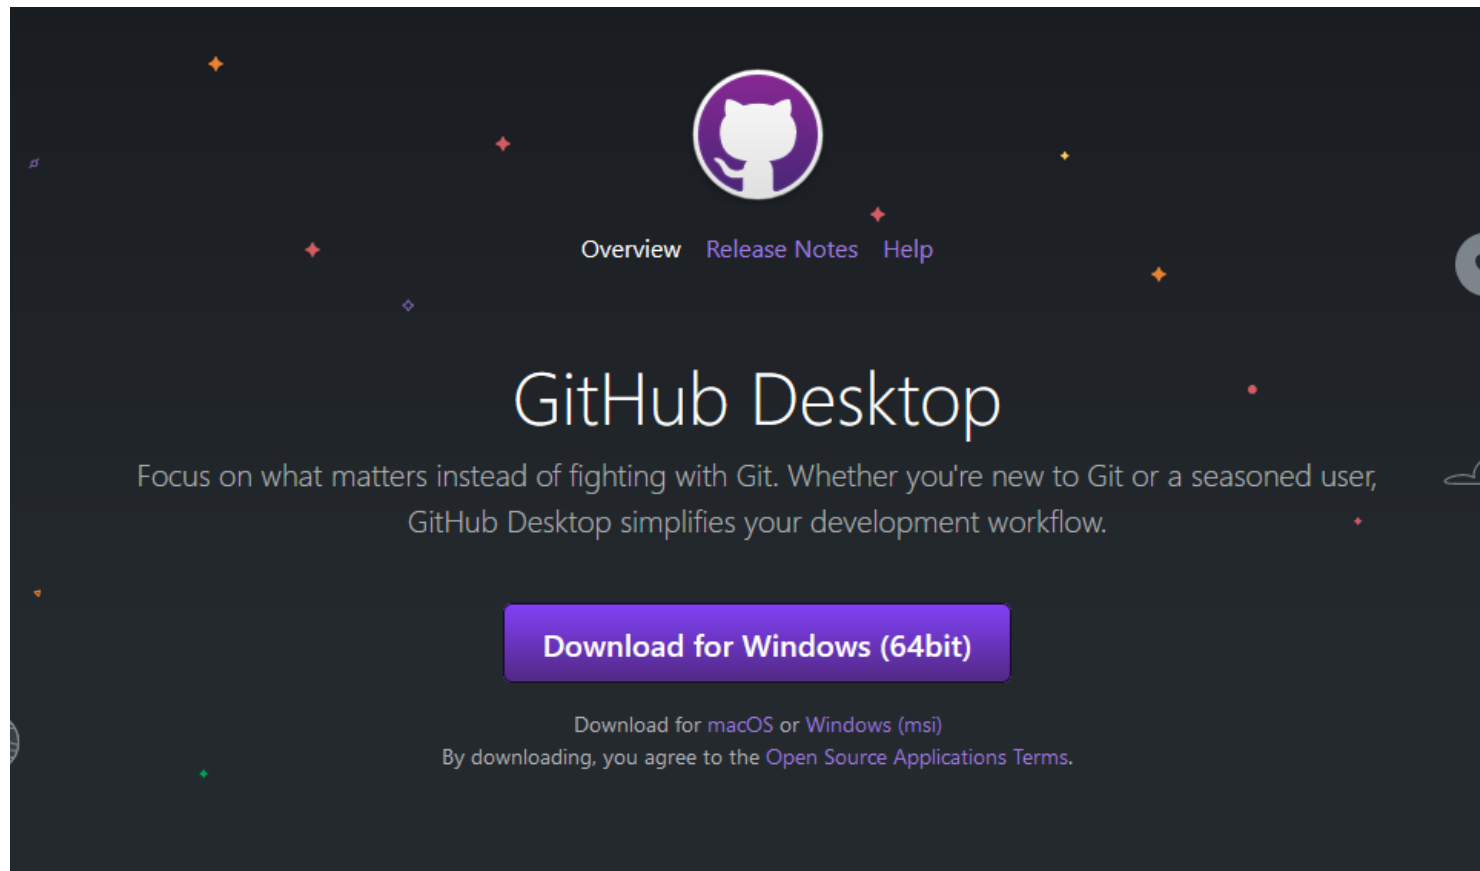 Overview Release Notes Help
GitHub Desktop
Focus on what matters instead of fighting with Git. Whether you're new to Git or a seasoned user,
GitHub Desktop simplifies your development workflow.
Download for Windows (64bit)
Download for macOS or Windows (msi)
By downloading, you agree to the Open Source Applications Terms.